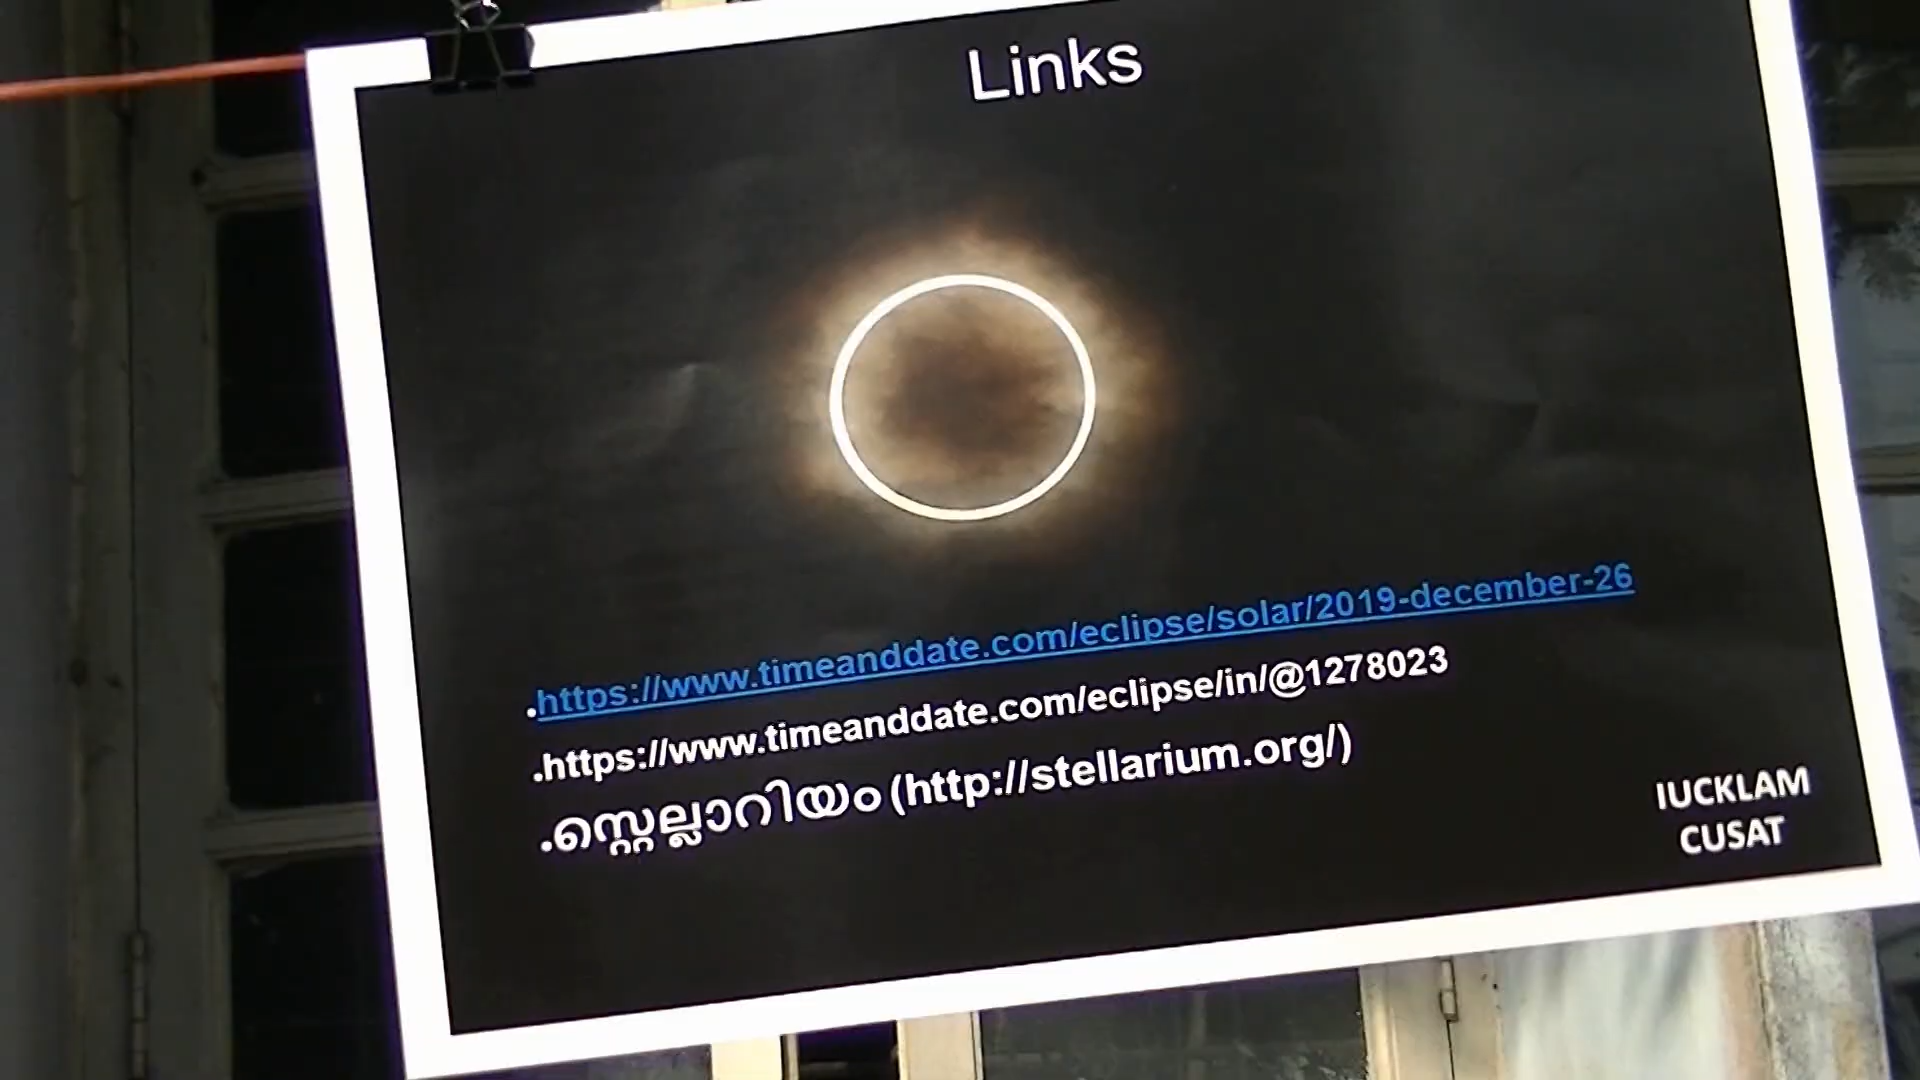 Links
.https://www.timeanddate.com/eclipse/solar/2019-december-26
.https://www.timeanddate.com/eclipse/in/@1278023
.സ്റ്റെല്ലാറിയം (http://stellarium.org/)
IUCKLAM
CUSAT